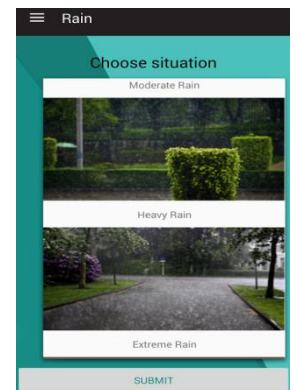 Rain
Choose situation
Moderate Rain
Heavy Rain
Extreme Rain
SUBMIT